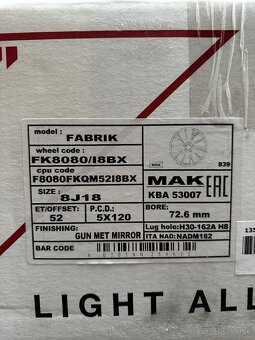 model : FABRIK
wheel code :
FK8080/I8BX
cpu code
F8080FKQM52I8BX
SIZE :
8J18
839
MAK EAC
KBA 53007
ET/OFFSET: P.C.D. : BORE:
52 5X120 72.6 mm
FINISHING: Lug hole:H30-162A H8
GUN MET MIRROR ITA NAD:NADM182
BAR CODE
135
LIGHT ALL